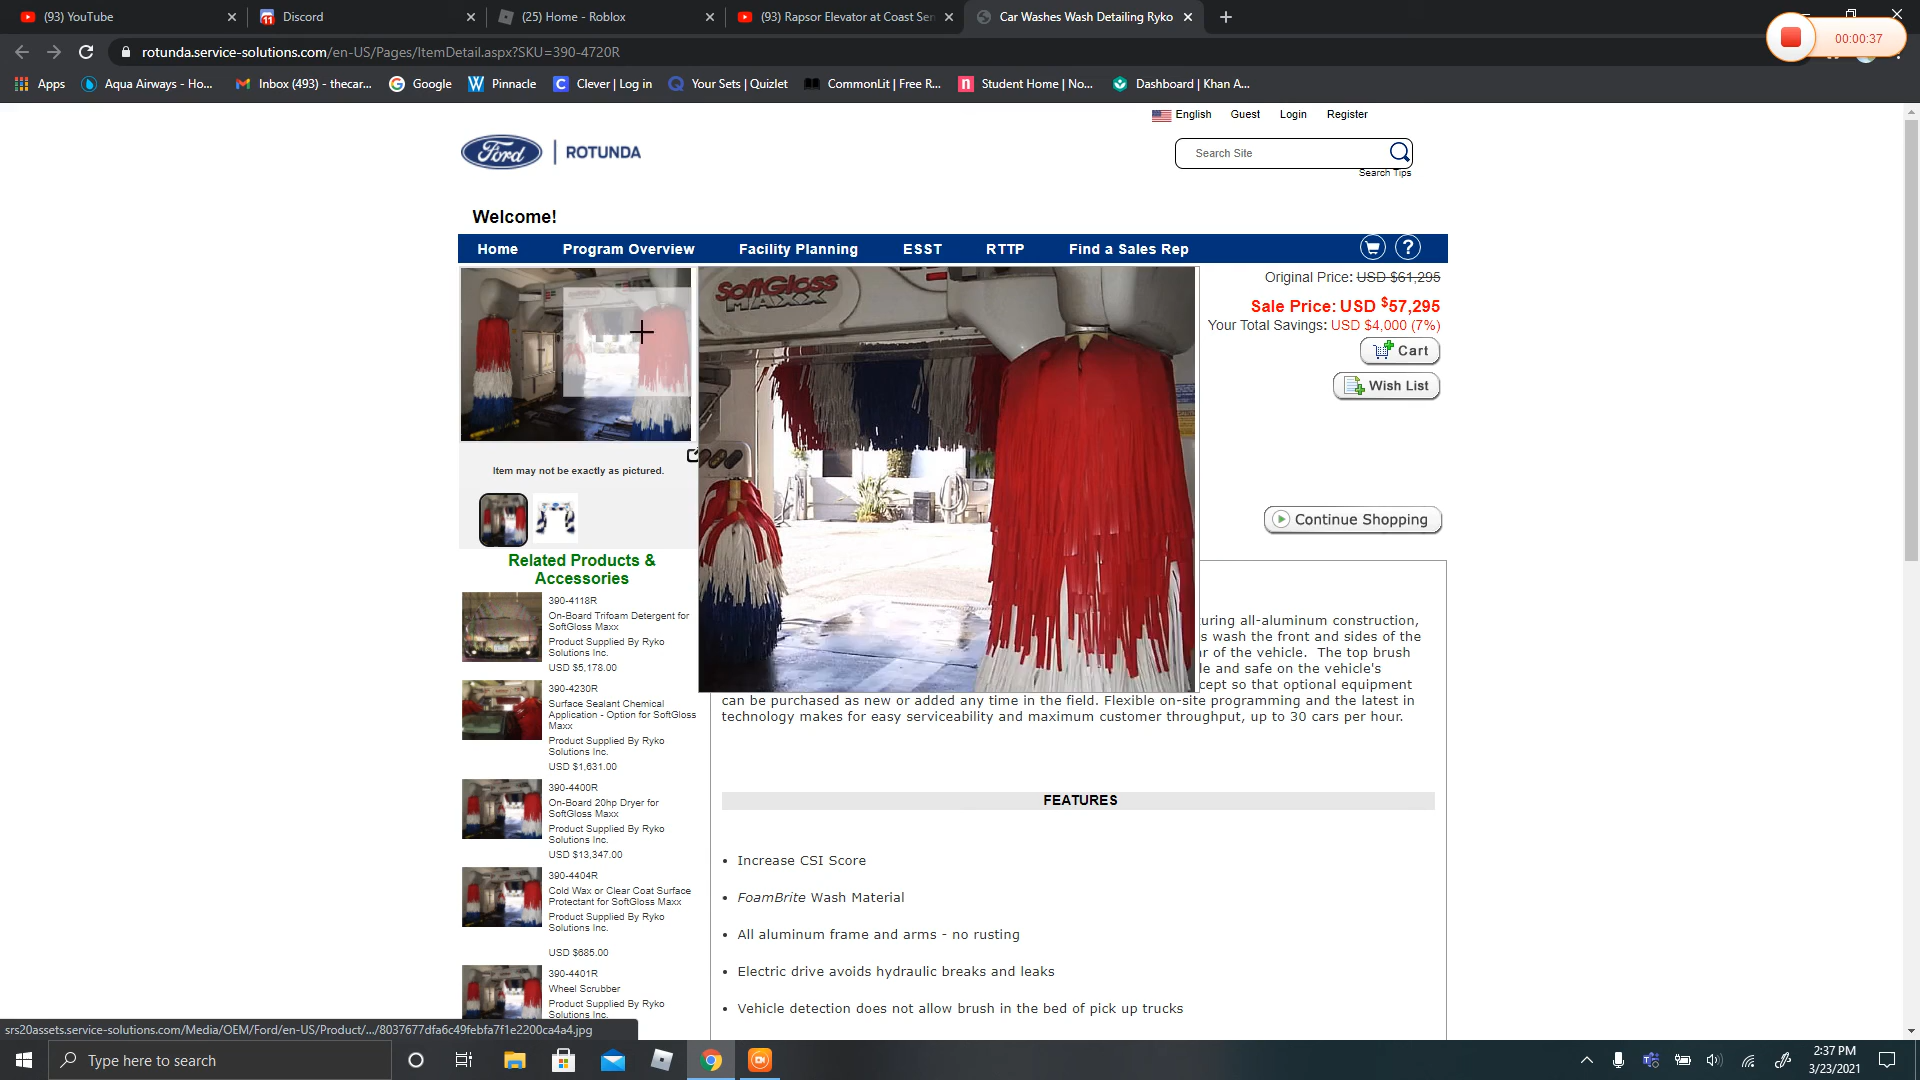 (93) YouTube
Discord
(25) Home - Roblox
(93) Rapsor Elevator at Coast Ser
Car Washes Wash Detailing Ryko
00:00:37
rotunda.service-solutions.com/en-US/Pages/ItemDetail.aspx?SKU=390-4720R
Apps
Aqua Airways - Ho...
Inbox (493) - thecar...
Google
Pinnacle
Clever | Log in
Your Sets | Quizlet
CommonLit | Free R...
Student Home | No...
Dashboard | Khan A...
English
Guest
Login
Register
Ford
ROTUNDA
Search Site
Search Tips
Welcome!
Home
Program Overview
Facility Planning
ESST
RTTP
Find a Sales Rep
?
SoftGloss
MAXX
Original Price: USD $61,295
Sale Price: USD $57,295
Your Total Savings: USD $4,000 (7%)
Cart
Wish List
Item may not be exactly as pictured.
Continue Shopping
Related Products &
Accessories
390-4118R
On-Board Trifoam Detergent for
SoftGloss Maxx
Product Supplied By Ryko
Solutions Inc.
USD $5,178.00
390-4230R
Surface Sealant Chemical
Application - Option for SoftGloss
Maxx
Product Supplied By Ryko
Solutions Inc.
USD $1,631.00
390-4400R
On-Board 20hp Dryer for
SoftGloss Maxx
Product Supplied By Ryko
Solutions Inc.
USD $13,347.00
390-4404R
Cold Wax or Clear Coat Surface
Protectant for SoftGloss Maxx
Product Supplied By Ryko
Solutions Inc.
USD $685.00
390-4401R
Wheel Scrubber
Product Supplied By Ryko
Solutions Inc.
uring all-aluminum construction,
s wash the front and sides of the
r of the vehicle. The top brush
le and safe on the vehicle's
cept so that optional equipment
can be purchased as new or added any time in the field. Flexible on-site programming and the latest in
technology makes for easy serviceability and maximum customer throughput, up to 30 cars per hour.
FEATURES
• Increase CSI Score
• FoamBrite Wash Material
• All aluminum frame and arms - no rusting
• Electric drive avoids hydraulic breaks and leaks
• Vehicle detection does not allow brush in the bed of pick up trucks
srs20assets.service-solutions.com/Media/OEM/Ford/en-US/Product/.../8037677dfa6c49febfa7f1e2200ca4a4.jpg
Type here to search
2:37 PM
3/23/2021